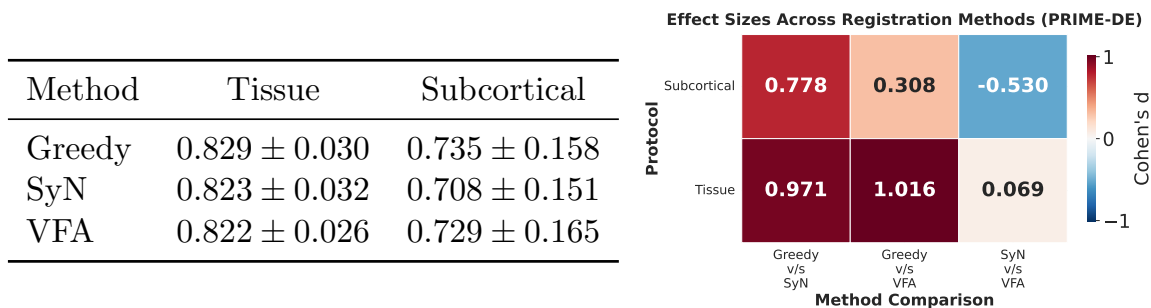 Method Tissue Subcortical
Greedy 0.829 ± 0.030 0.735 ± 0.158
SyN 0.823 ± 0.032 0.708 ± 0.151
VFA 0.822 ± 0.026 0.729 ± 0.165
Effect Sizes Across Registration Methods (PRIME-DE)
Protocol
Subcortical 0.778 0.308 -0.530
Tissue 0.971 1.016 0.069
Greedy
v/s
SyN
Greedy
v/s
VFA
SyN
v/s
VFA
Method Comparison
1
0
−1
Cohen's d